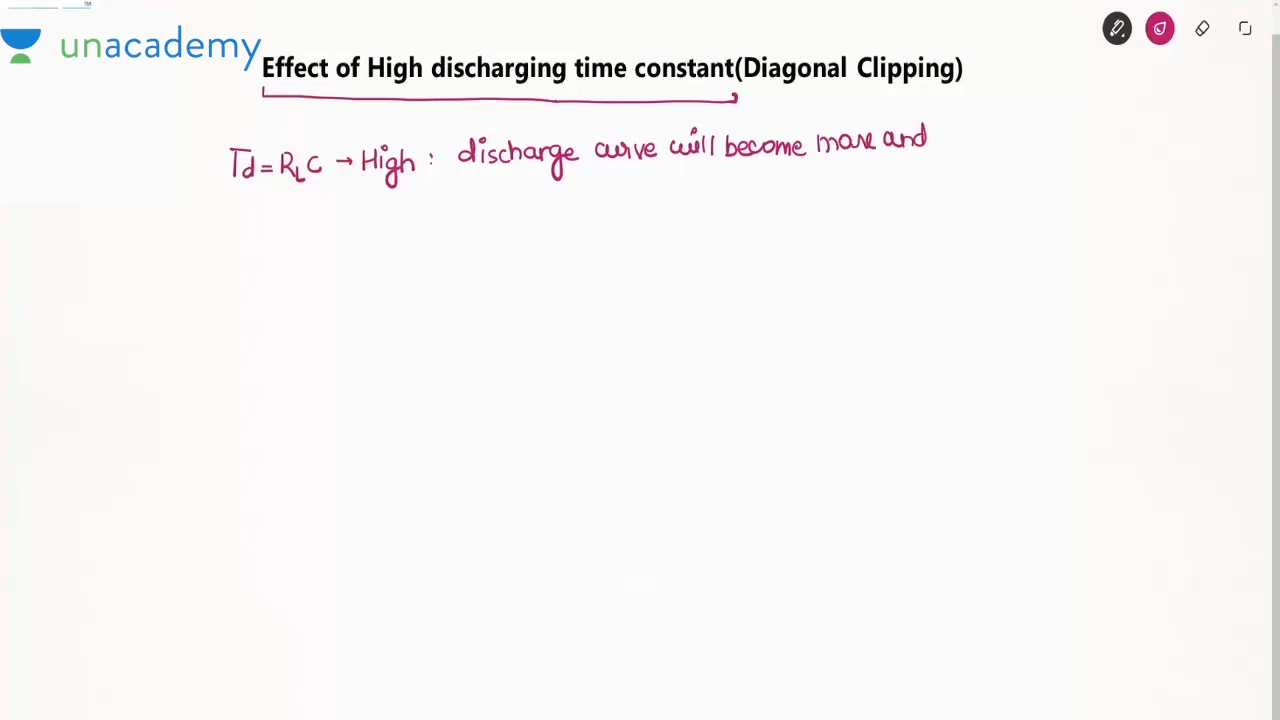 unacademy
Effect of High discharging time constant(Diagonal Clipping)
Td = RLC → High : discharge curve will become more and